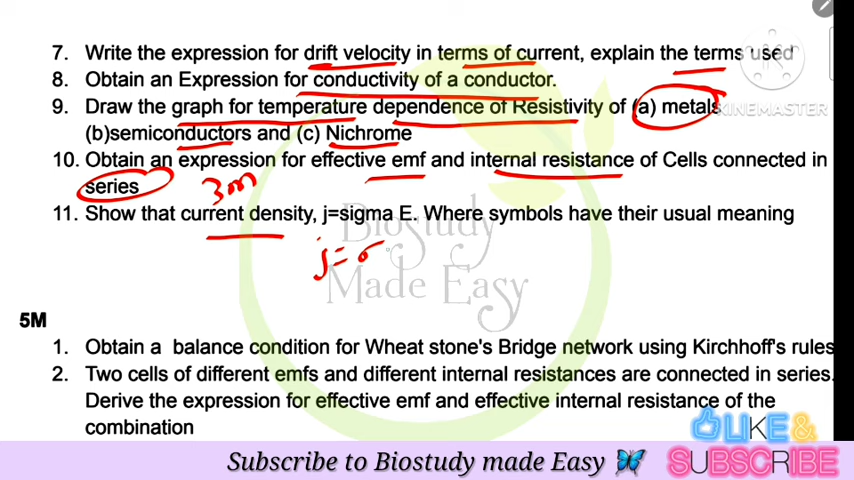 7. Write the expression for drift velocity in terms of current, explain the terms used
8. Obtain an Expression for conductivity of a conductor.
9. Draw the graph for temperature dependence of Resistivity of (a) metals
KINEMASTER
(b)semiconductors and (c) Nichrome
10. Obtain an expression for effective emf and internal resistance of Cells connected in
series
3m
11. Show that current density, j=sigma E. Where symbols have their usual meaning
Biostudy
j= σ
Made Easy
5M
1. Obtain a balance condition for Wheat stone's Bridge network using Kirchhoff's rules
2. Two cells of different emfs and different internal resistances are connected in series.
Derive the expression for effective emf and effective internal resistance of the
combination
LIKE &
SUBSCRIBE
Subscribe to Biostudy made Easy 🦋